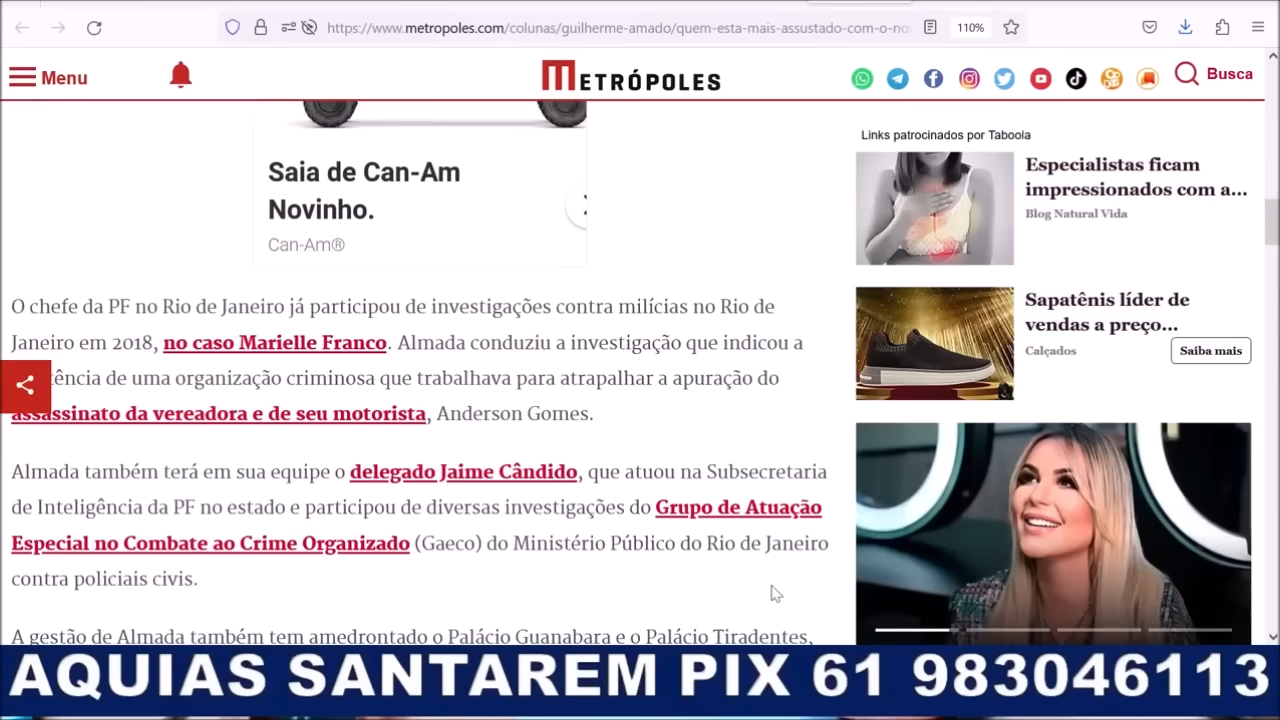 https://www.metropoles.com/colunas/guilherme-amado/quem-esta-mais-assustado-com-o-no
110%
Menu
METRÓPOLES
Busca
Saia de Can-Am
Novinho.
Can-Am®
O chefe da PF no Rio de Janeiro já participou de investigações contra milícias no Rio de
Janeiro em 2018, no caso Marielle Franco. Almada conduziu a investigação que indicou a
tência de uma organização criminosa que trabalhava para atrapalhar a apuração do
assassinato da vereadora e de seu motorista, Anderson Gomes.
Almada também terá em sua equipe o delegado Jaime Cândido, que atuou na Subsecretaria
de Inteligência da PF no estado e participou de diversas investigações do Grupo de Atuação
Especial no Combate ao Crime Organizado (Gaeco) do Ministério Público do Rio de Janeiro
contra policiais civis.
A gestão de Almada também tem amedrontado o Palácio Guanabara e o Palácio Tiradentes,
Links patrocinados por Taboola
Especialistas ficam
impressionados com a...
Blog Natural Vida
Sapatênis líder de
vendas a preço...
Calçados
Saiba mais
AQUIAS SANTAREM PIX 61 983046113